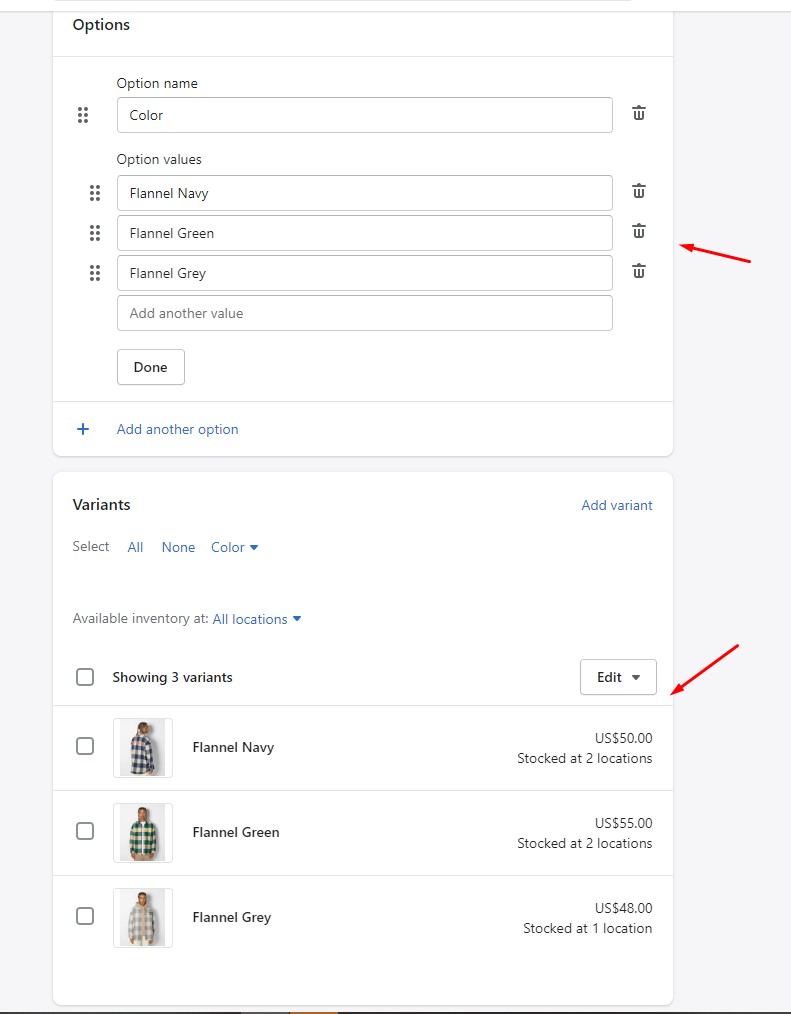 Options
Option name
Color
Option values
Flannel Navy
Flannel Green
Flannel Grey
Add another value
Done
+ Add another option
Variants
Add variant
Select All None Color
Available inventory at: All locations
Showing 3 variants
Edit
Flannel Navy
US$50.00
Stocked at 2 locations
Flannel Green
US$55.00
Stocked at 2 locations
Flannel Grey
US$48.00
Stocked at 1 location